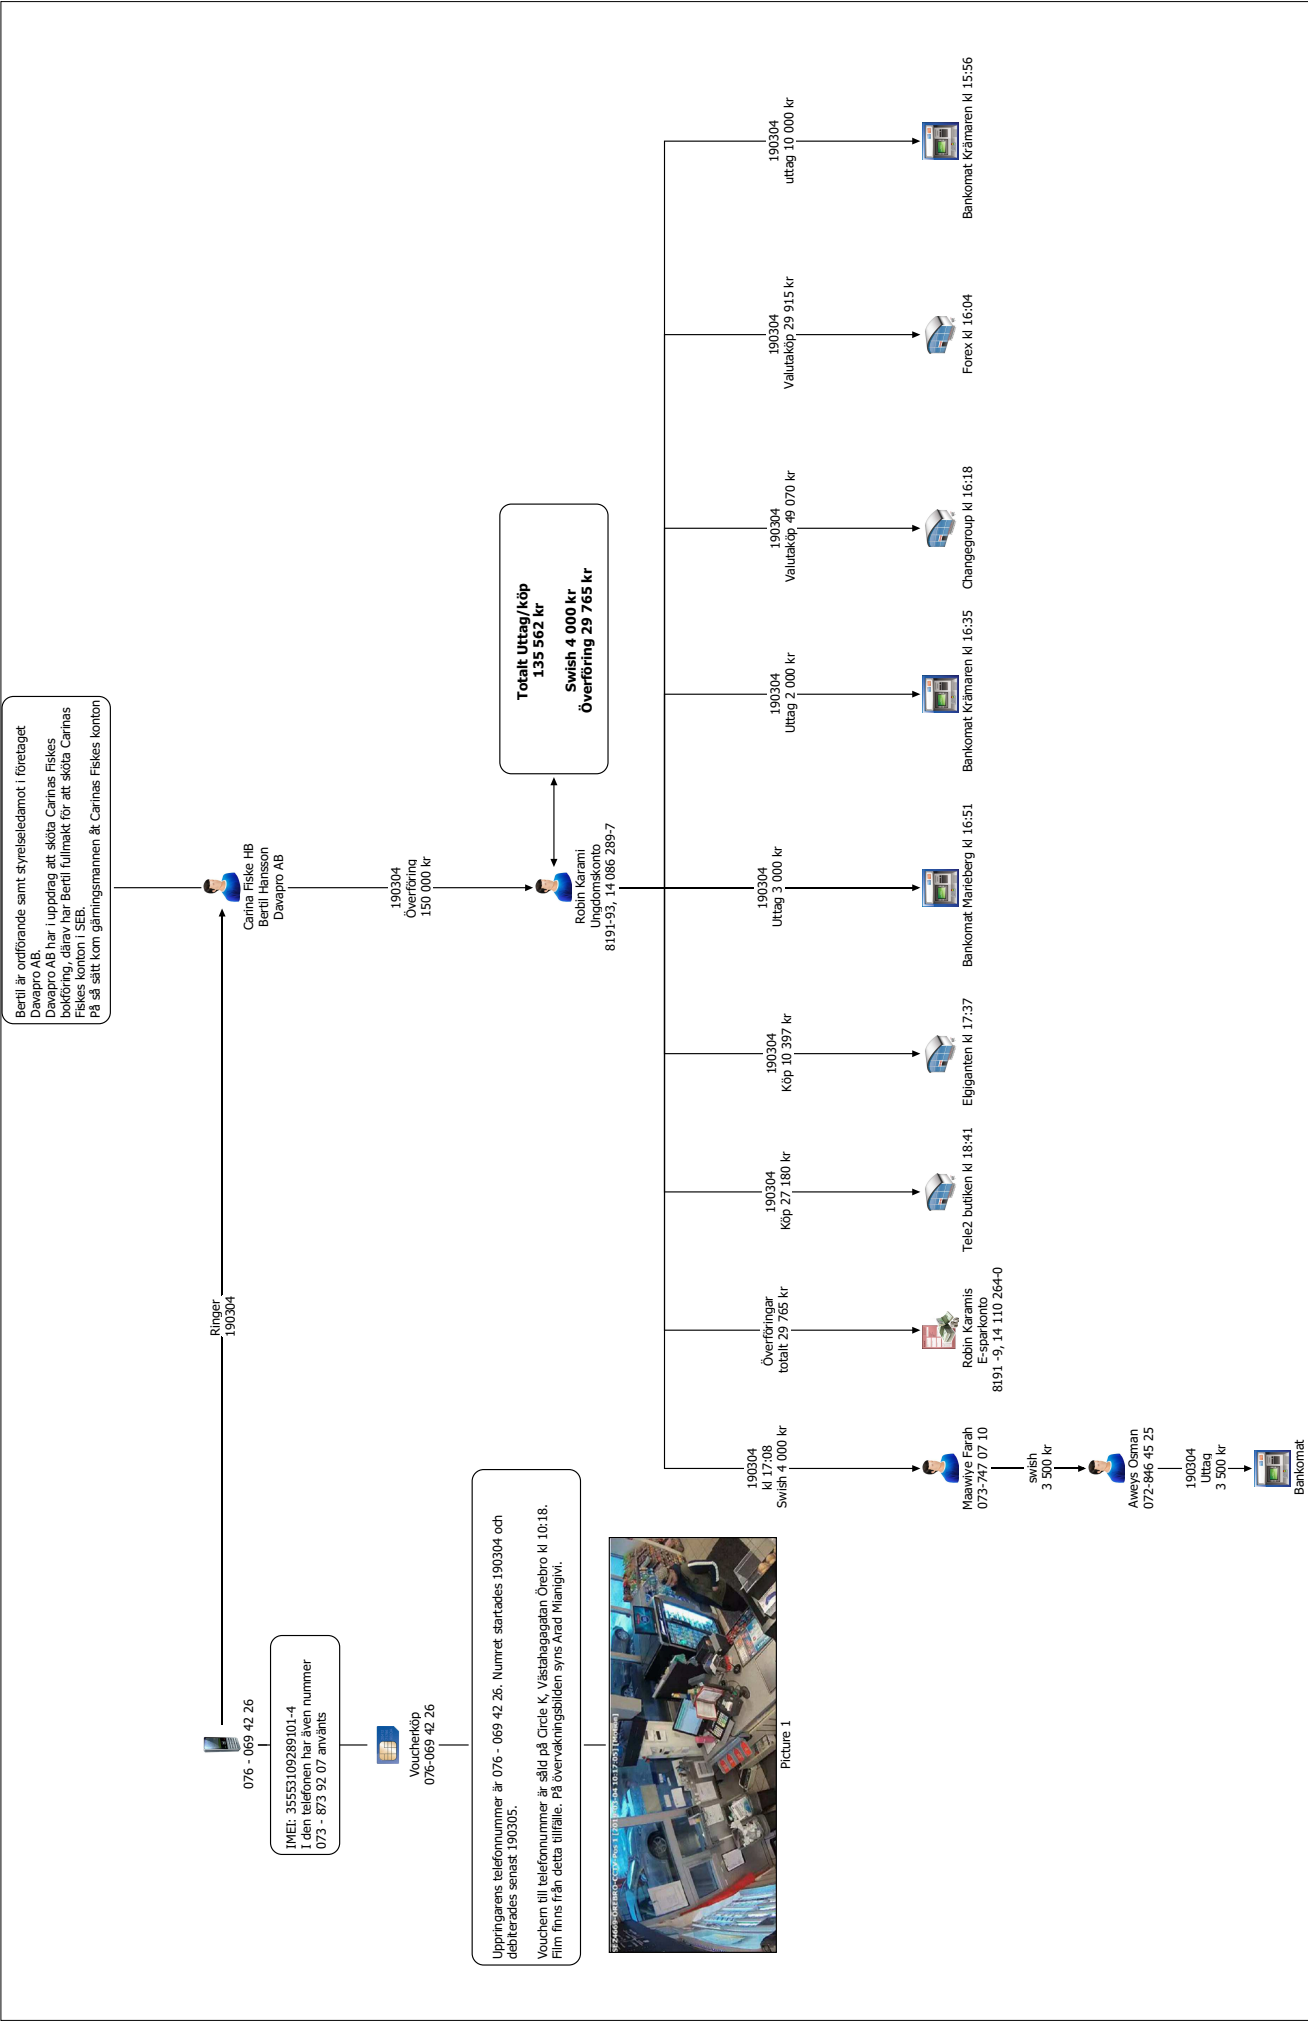 Bertil är ordförande samt styrelseledamot i företaget
Davapro AB.
Davapro AB har i uppdrag att sköta Carinas Fiskes
bokföring, därav har Bertil fullmakt för att sköta Carinas
Fiskes konton i SEB.
På så sätt kom gärningsmannen åt Carinas Fiskes konton
Ringer
190304
076 - 069 42 26
IMEI: 35553109289101-4
I den telefonen har även nummer
073 - 873 92 07 använts
Voucherköp
076-069 42 26
Uppringarens telefonnummer är 076 - 069 42 26. Numret startades 190304 och
debiterades senast 190305.
Vouchern till telefonnummer är såld på Circle K, Västahagagatan Örebro kl 10:18.
Film finns från detta tillfälle. På övervakningsbilden syns Arad Mianigivi.
Picture 1
Carina Fiske HB
Bertil Hansson
Davapro AB
190304
Överföring
150 000 kr
Robin Karami
Ungdomskonto
8191-93, 14 086 289-7
Totalt Uttag/köp
135 562 kr
Swish 4 000 kr
Överföring 29 765 kr
190304
kl 17:08
Swish 4 000 kr
Maawiye Farah
073-747 07 10
swish
3 500 kr
Aweys Osman
072-846 45 25
190304
Uttag
3 500 kr
Bankomat
Överföringar
totalt 29 765 kr
Robin Karamis
E-sparkonto
8191 -9, 14 110 264-0
190304
Köp 27 180 kr
Tele2 butiken kl 18:41
190304
Köp 10 397 kr
Elgiganten kl 17:37
190304
Uttag 3 000 kr
Bankomat Marieberg kl 16:51
190304
Uttag 2 000 kr
Bankomat Krämaren kl 16:35
190304
Valutaköp 49 070 kr
Changegroup kl 16:18
190304
Valutaköp 29 915 kr
Forex kl 16:04
190304
uttag 10 000 kr
Bankomat Krämaren kl 15:56